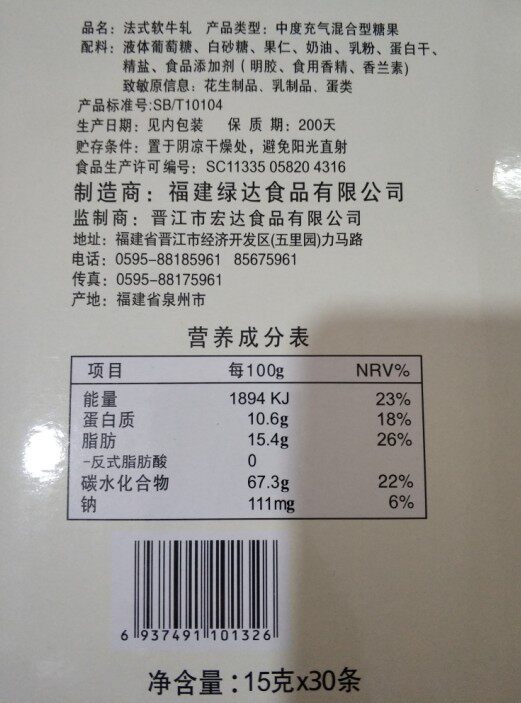 品名：法式软牛轧 产品类型：中度充气混合型糖果
配料：液体葡萄糖、白砂糖、果仁、奶油、乳粉、蛋白干、
精盐、食品添加剂（明胶、食用香精、香兰素)
致敏原信息：花生制品、乳制品、蛋类
产品标准号:SB/T10104
生产日期：见内包装 保 质 期：200天
贮存条件：置于阴凉干燥处，避免阳光直射
食品生产许可编号：SC11335 05820 4316
制造商：福建绿达食品有限公司
监制商：晋江市宏达食品有限公司
地址：福建省晋江市经济开发区(五里园)力马路
电话：0595-88185961 85675961
传真：0595-88175961
产地：福建省泉州市
营养成分表
项目 每100g NRV%
能量 1894 KJ 23%
蛋白质 10.6g 18%
脂肪 15.4g 26%
-反式脂肪酸 0
碳水化合物 67.3g 22%
钠 111mg 6%
6 937491 101326
净含量：15克x30条